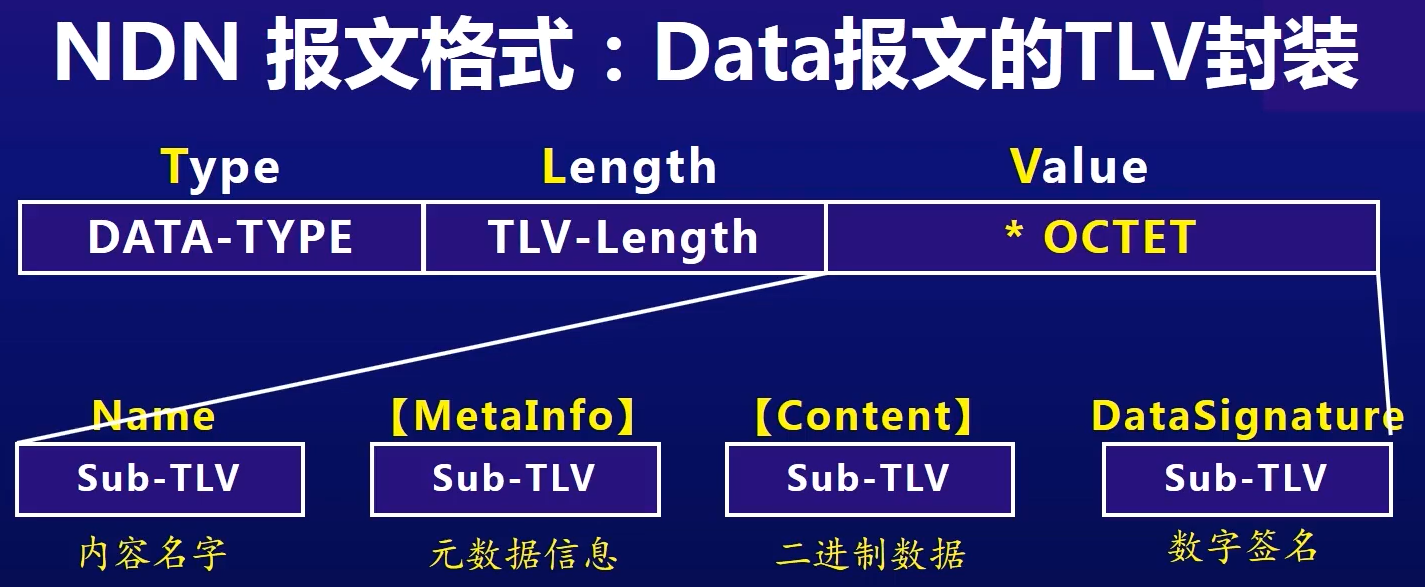 NDN 报文格式：Data报文的TLV封装
Type Length Value
DATA-TYPE TLV-Length * OCTET
Name 【MetaInfo】 【Content】 DataSignature
Sub-TLV Sub-TLV Sub-TLV Sub-TLV
内容名字 元数据信息 二进制数据 数字签名